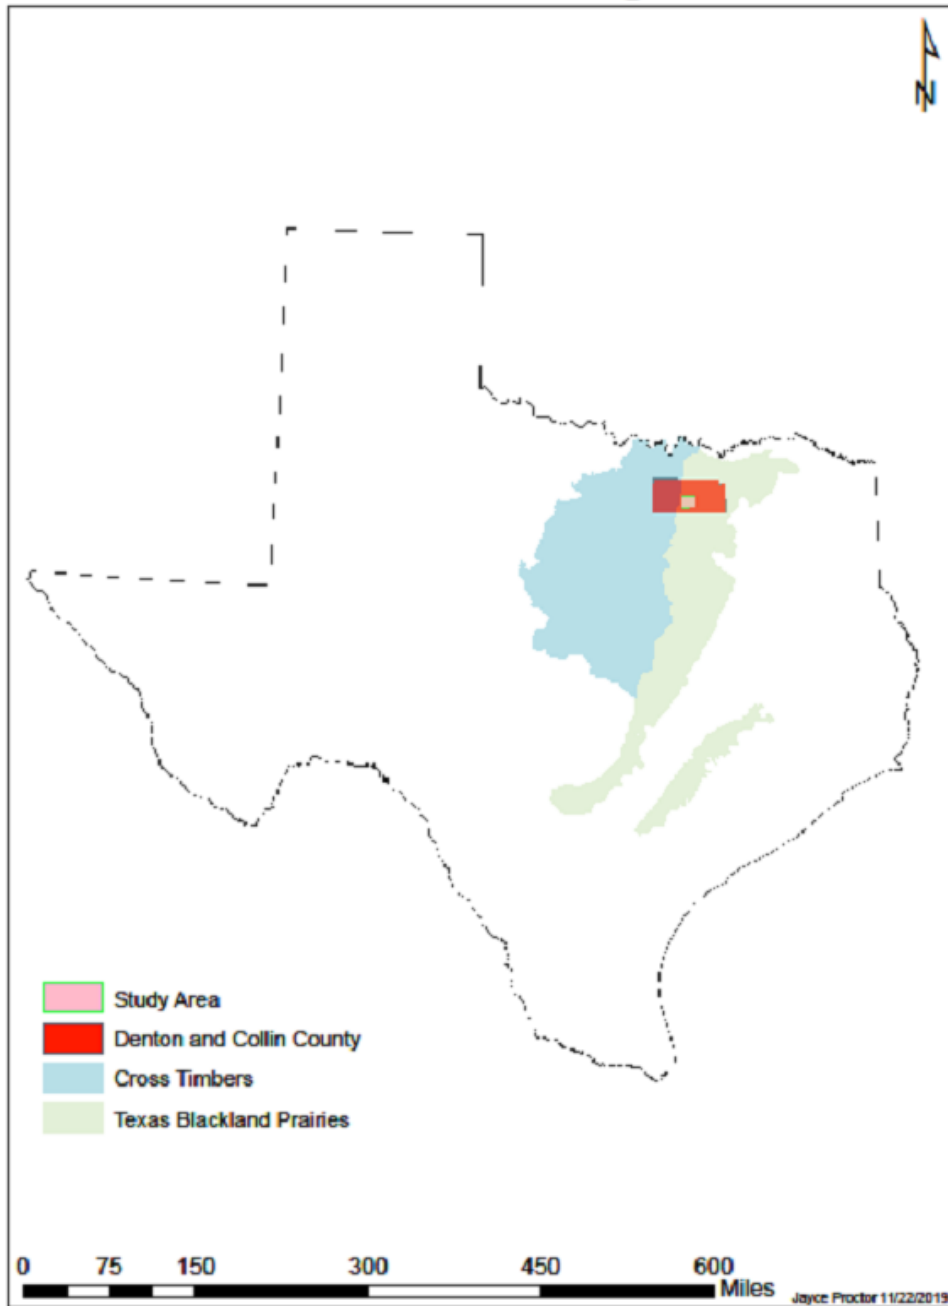 N
Study Area
Denton and Collin County
Cross Timbers
Texas Blackland Prairies
0 75 150 300 450 600
Miles
Jayce Proctor 11/22/2019